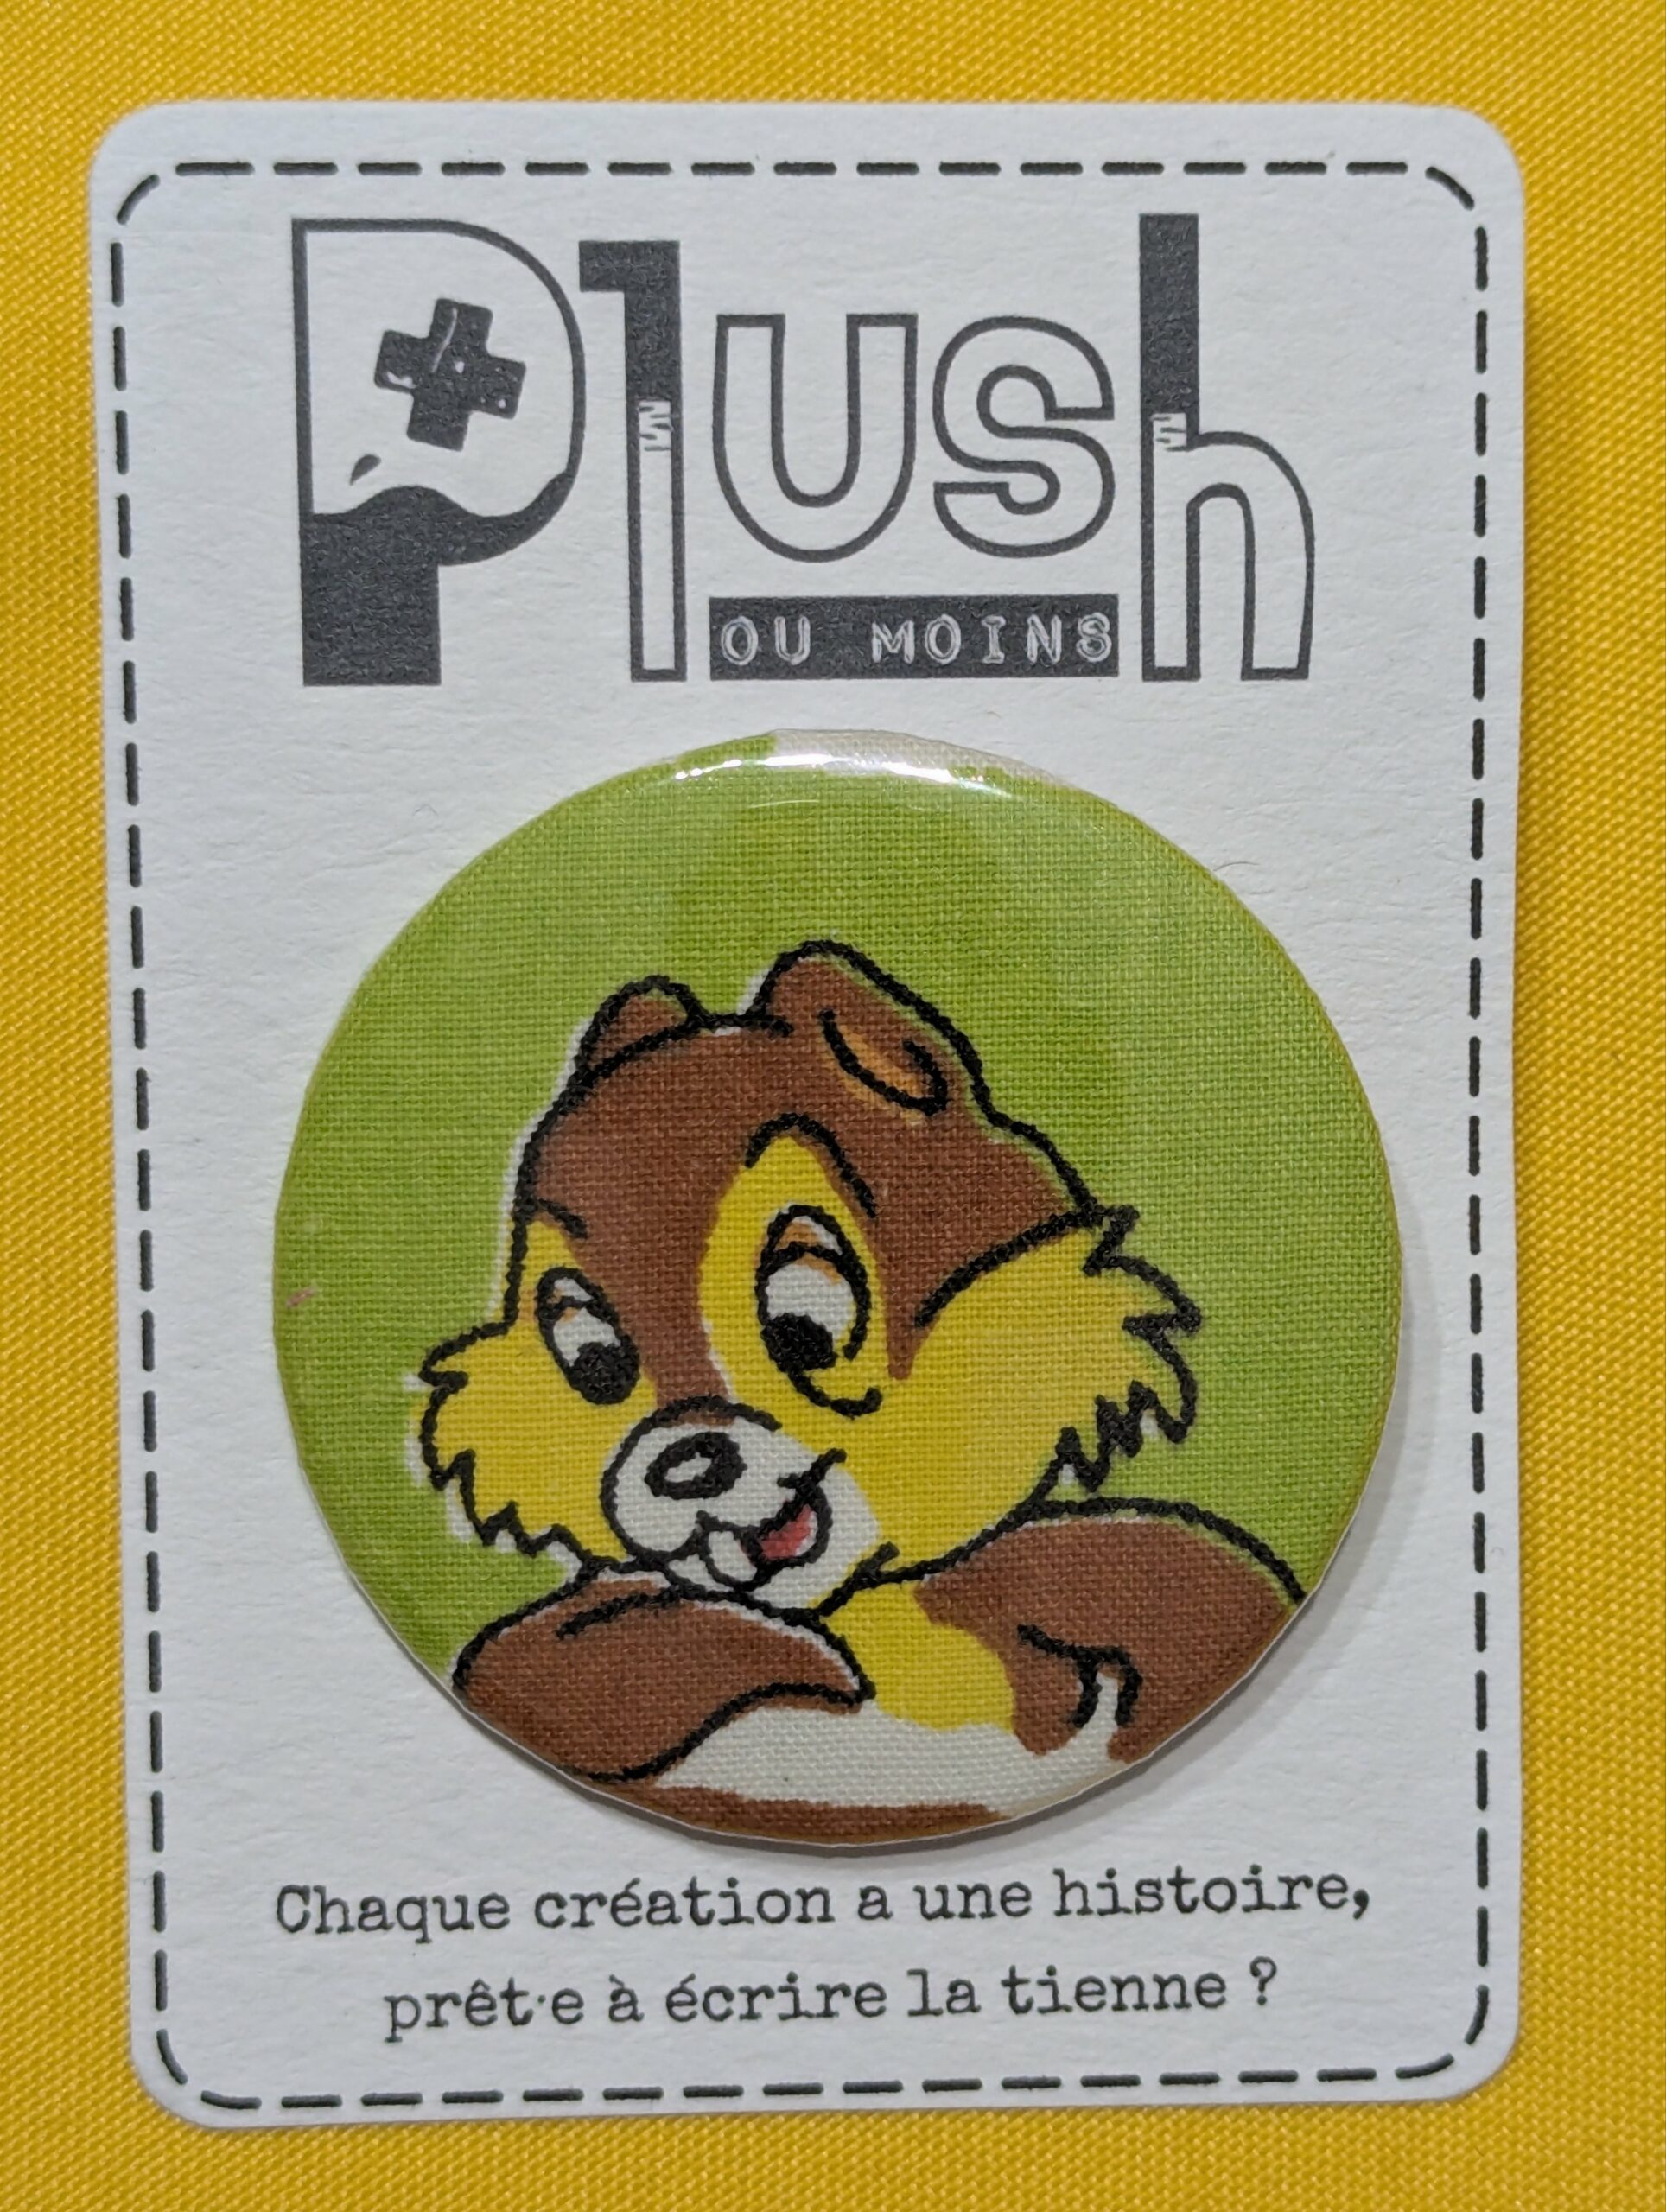 Plush
OU MOINS
Chaque création a une histoire,
prêt·e à écrire la tienne ?